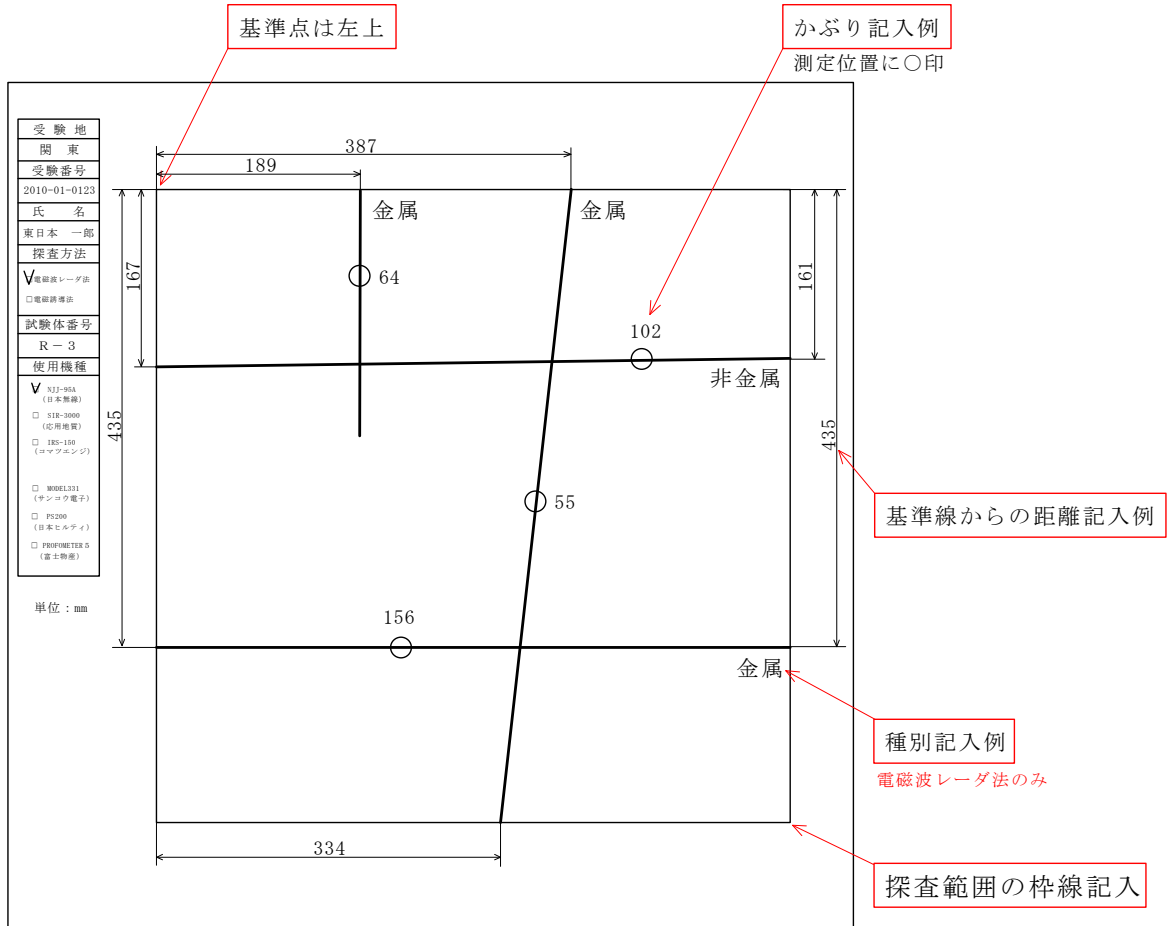 基準点は左上
かぶり記入例
測定位置に○印
受験地
関東
受験番号
2010-01-0123
氏名
東日本 一郎
探査方法
電磁波レーダ法
□電磁誘導法
試験体番号
R－3
使用機種
NJJ-95A
(日本無線)
□ SIR-3000
(応用地質)
□ IRS-150
(コマツエンジ)
□ MODEL331
(サンコウ電子)
□ PS200
(日本ヒルティ)
□ PROFOMETER 5
(富士物産)
単位：mm
387
189
金属
金属
167
161
64
102
非金属
435
435
55
基準線からの距離記入例
156
金属
種別記入例
電磁波レーダ法のみ
334
探査範囲の枠線記入